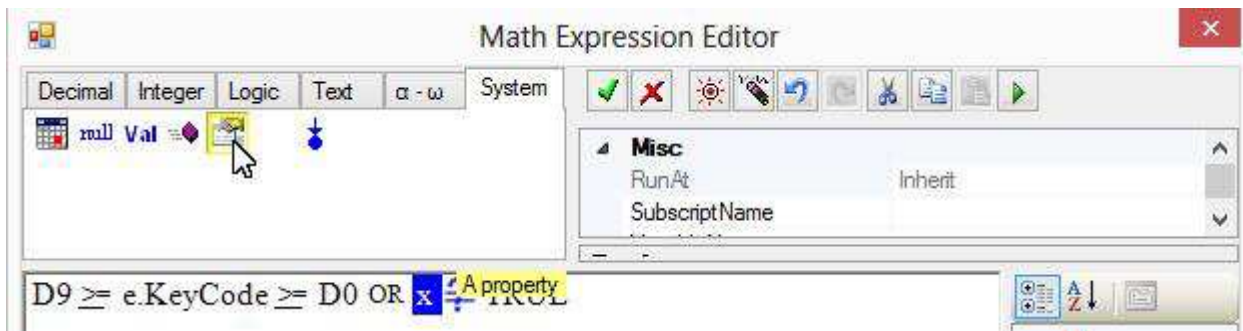 Math Expression Editor
Decimal Integer Logic Text α - ω System
null Val
Misc
RunAt Inherit
SubscriptName
D9 >= e.KeyCode >= D0 OR x A property